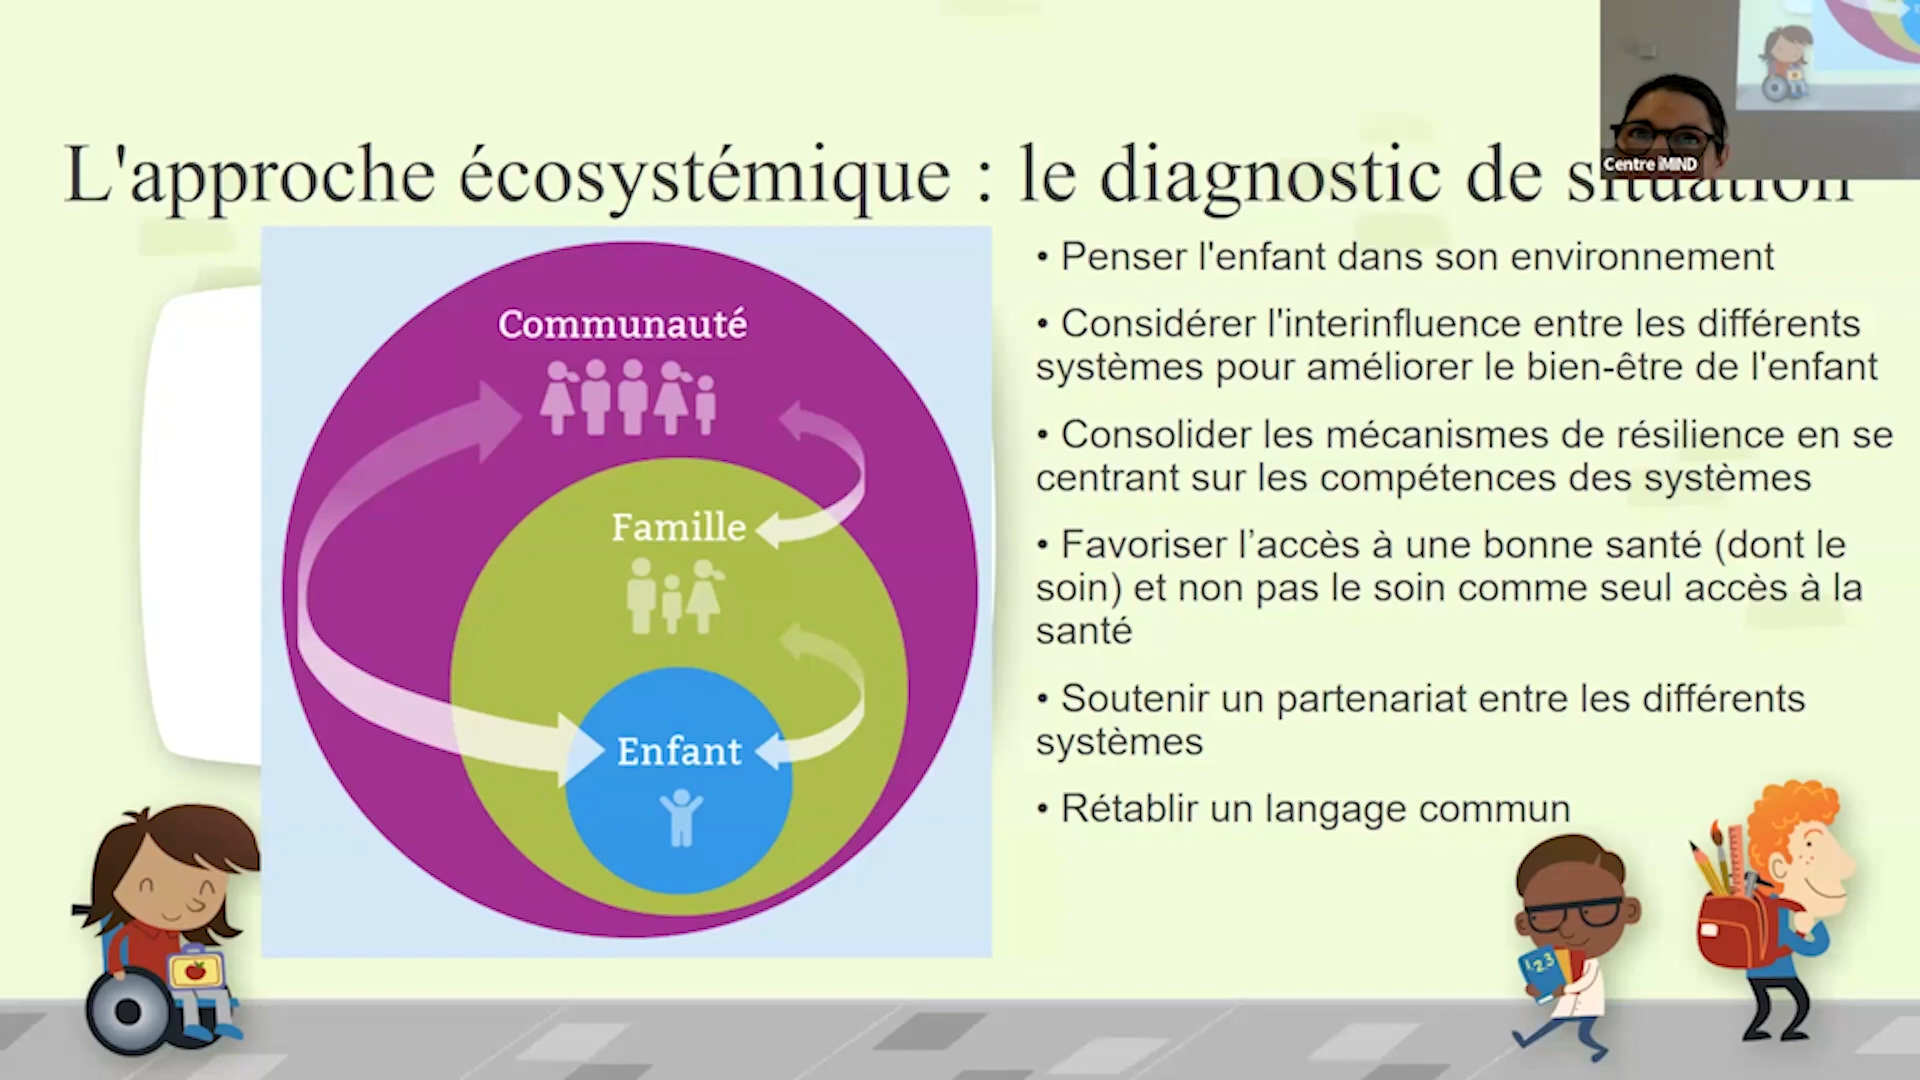 Centre iMIND
L'approche écosystémique : le diagnostic de situation
Communauté
Famille
Enfant
• Penser l'enfant dans son environnement
• Considérer l'interinfluence entre les différents
systèmes pour améliorer le bien-être de l'enfant
• Consolider les mécanismes de résilience en se
centrant sur les compétences des systèmes
• Favoriser l’accès à une bonne santé (dont le
soin) et non pas le soin comme seul accès à la
santé
• Soutenir un partenariat entre les différents
systèmes
• Rétablir un langage commun
123